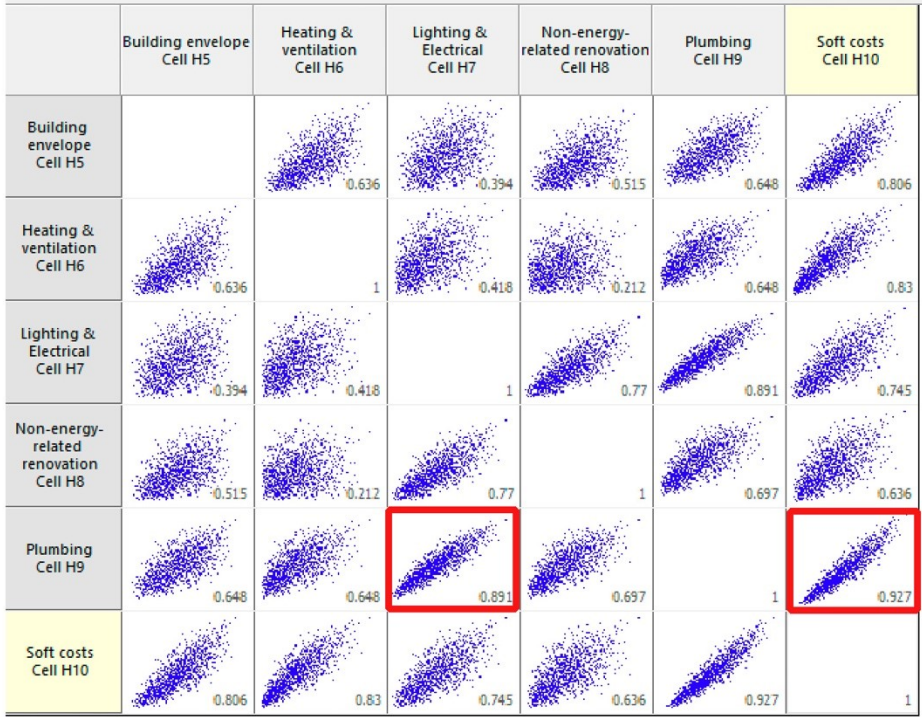 Building envelope
Cell H5
Heating &
ventilation
Cell H6
Lighting &
Electrical
Cell H7
Non-energy-
related renovation
Cell H8
Plumbing
Cell H9
Soft costs
Cell H10
Building
envelope
Cell H5
0.636
0.394
0.515
0.648
0.806
Heating &
ventilation
Cell H6
0.636
1
0.418
0.212
0.648
0.83
Lighting &
Electrical
Cell H7
0.394
0.418
1
0.77
0.891
0.745
Non-energy-
related
renovation
Cell H8
0.515
0.212
0.77
1
0.697
0.636
Plumbing
Cell H9
0.648
0.648
0.891
0.697
1
0.927
Soft costs
Cell H10
0.806
0.83
0.745
0.636
0.927
1